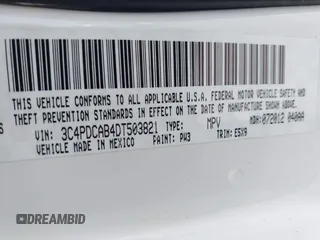 THIS VEHICLE CONFORMS TO ALL APPLICABLE U.S.A. FEDERAL MOTOR VEHICLE SAFETY AND
THEFT PREVENTION STANDARDS IN EFFECT ON THE DATE OF MANUFACTURE SHOWN ABOVE.
VIN: 3C4PDCAB4DT503821 TYPE: MPV MDH: 072012 040AA
VEHICLE MADE IN MEXICO PAINT: PW3 TRIM: E5X9
DREAMBID